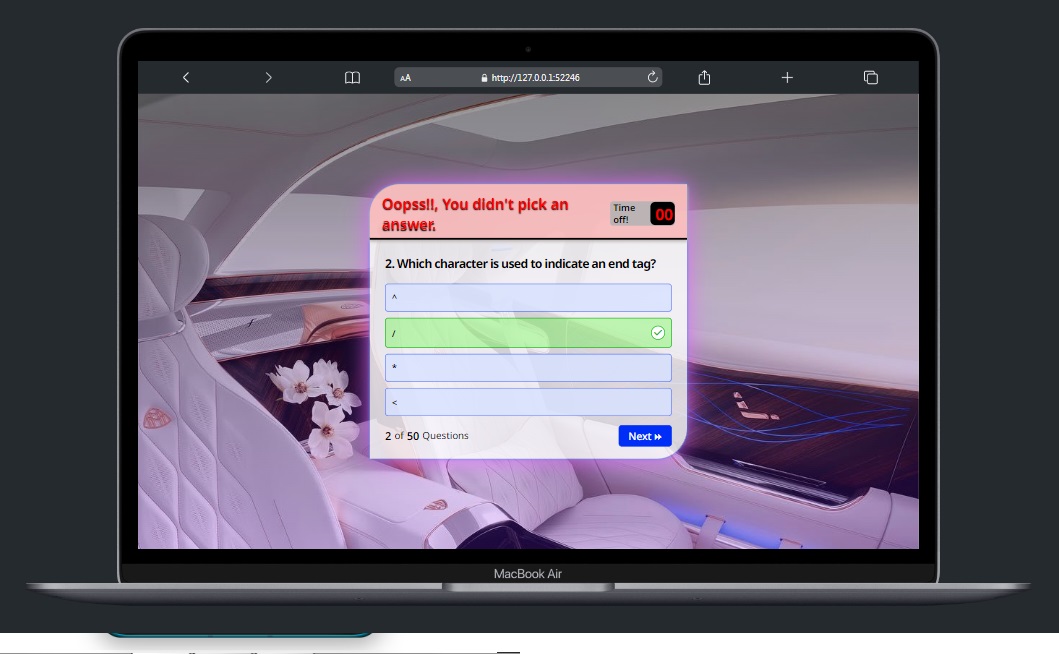 AA http://127.0.0.1:52246
Oopss!!, You didn't pick an
answer.
Time
off!
00
2. Which character is used to indicate an end tag?
^
/
*
<
2 of 50 Questions
Next
MacBook Air